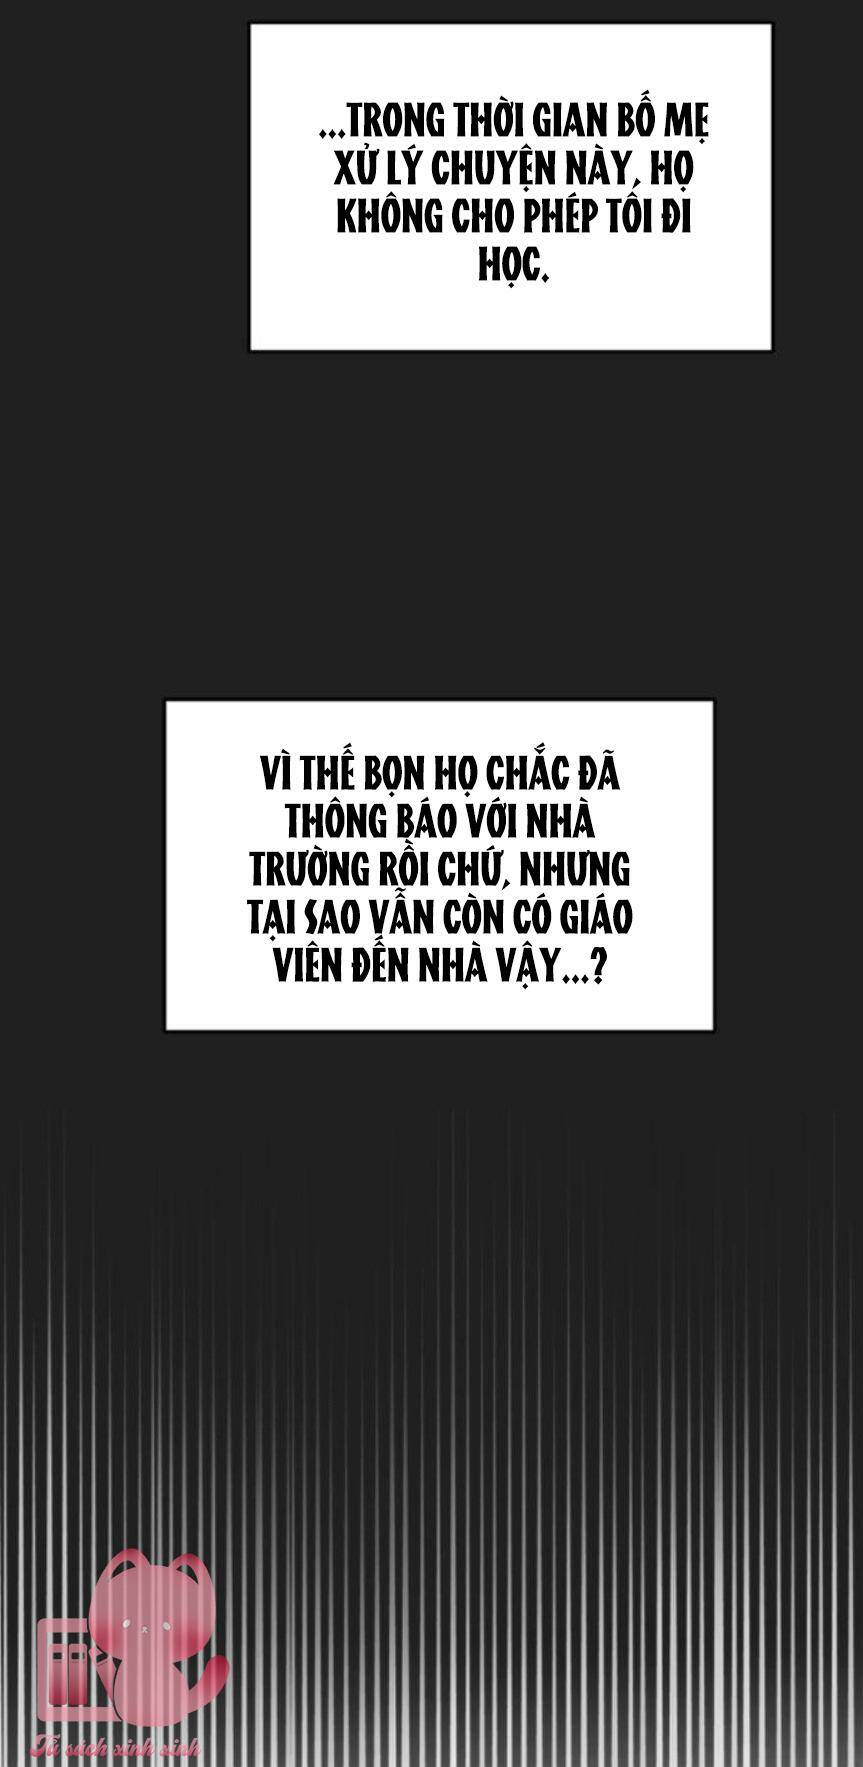 ...TRONG THỜI GIAN BỐ MẸ
XỬ LÝ CHUYỆN NÀY, HỌ
KHÔNG CHO PHÉP TÔI ĐI
HỌC.
VÌ THẾ BỌN HỌ CHẮC ĐÃ
THÔNG BÁO VỚI NHÀ
TRƯỜNG RỒI CHỨ, NHƯNG
TẠI SAO VẪN CÒN CÓ GIÁO
VIÊN ĐẾN NHÀ VẬY...?
Tủ sách xinh xinh